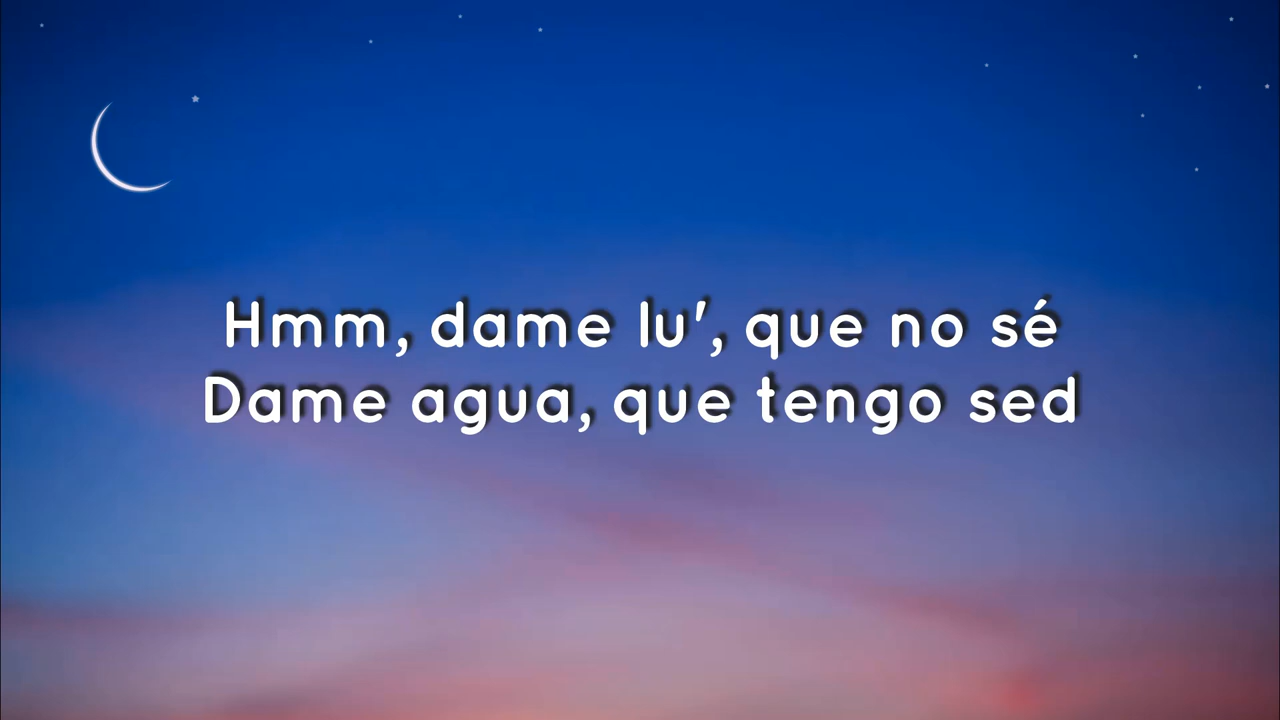 Hmm, dame lu', que no sé
Dame agua, que tengo sed